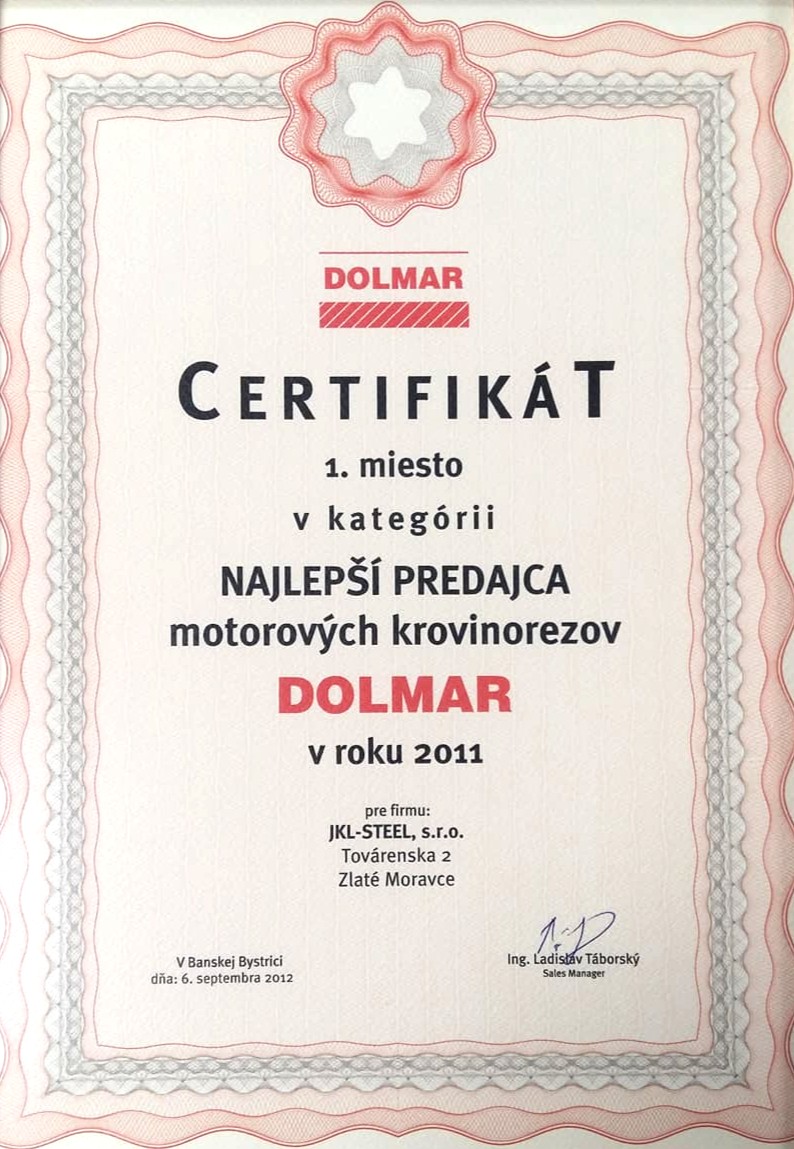 DOLMAR
CERTIFIKÁT
1. miesto
v kategórii
NAJLEPŠÍ PREDAJCA
motorových krovinorezov
DOLMAR
v roku 2011
pre firmu:
JKL-STEEL, s.r.o.
Továrenska 2
Zlaté Moravce
V Banskej Bystrici
dňa: 6. septembra 2012
Ing. Ladislav Táborský
Sales Manager